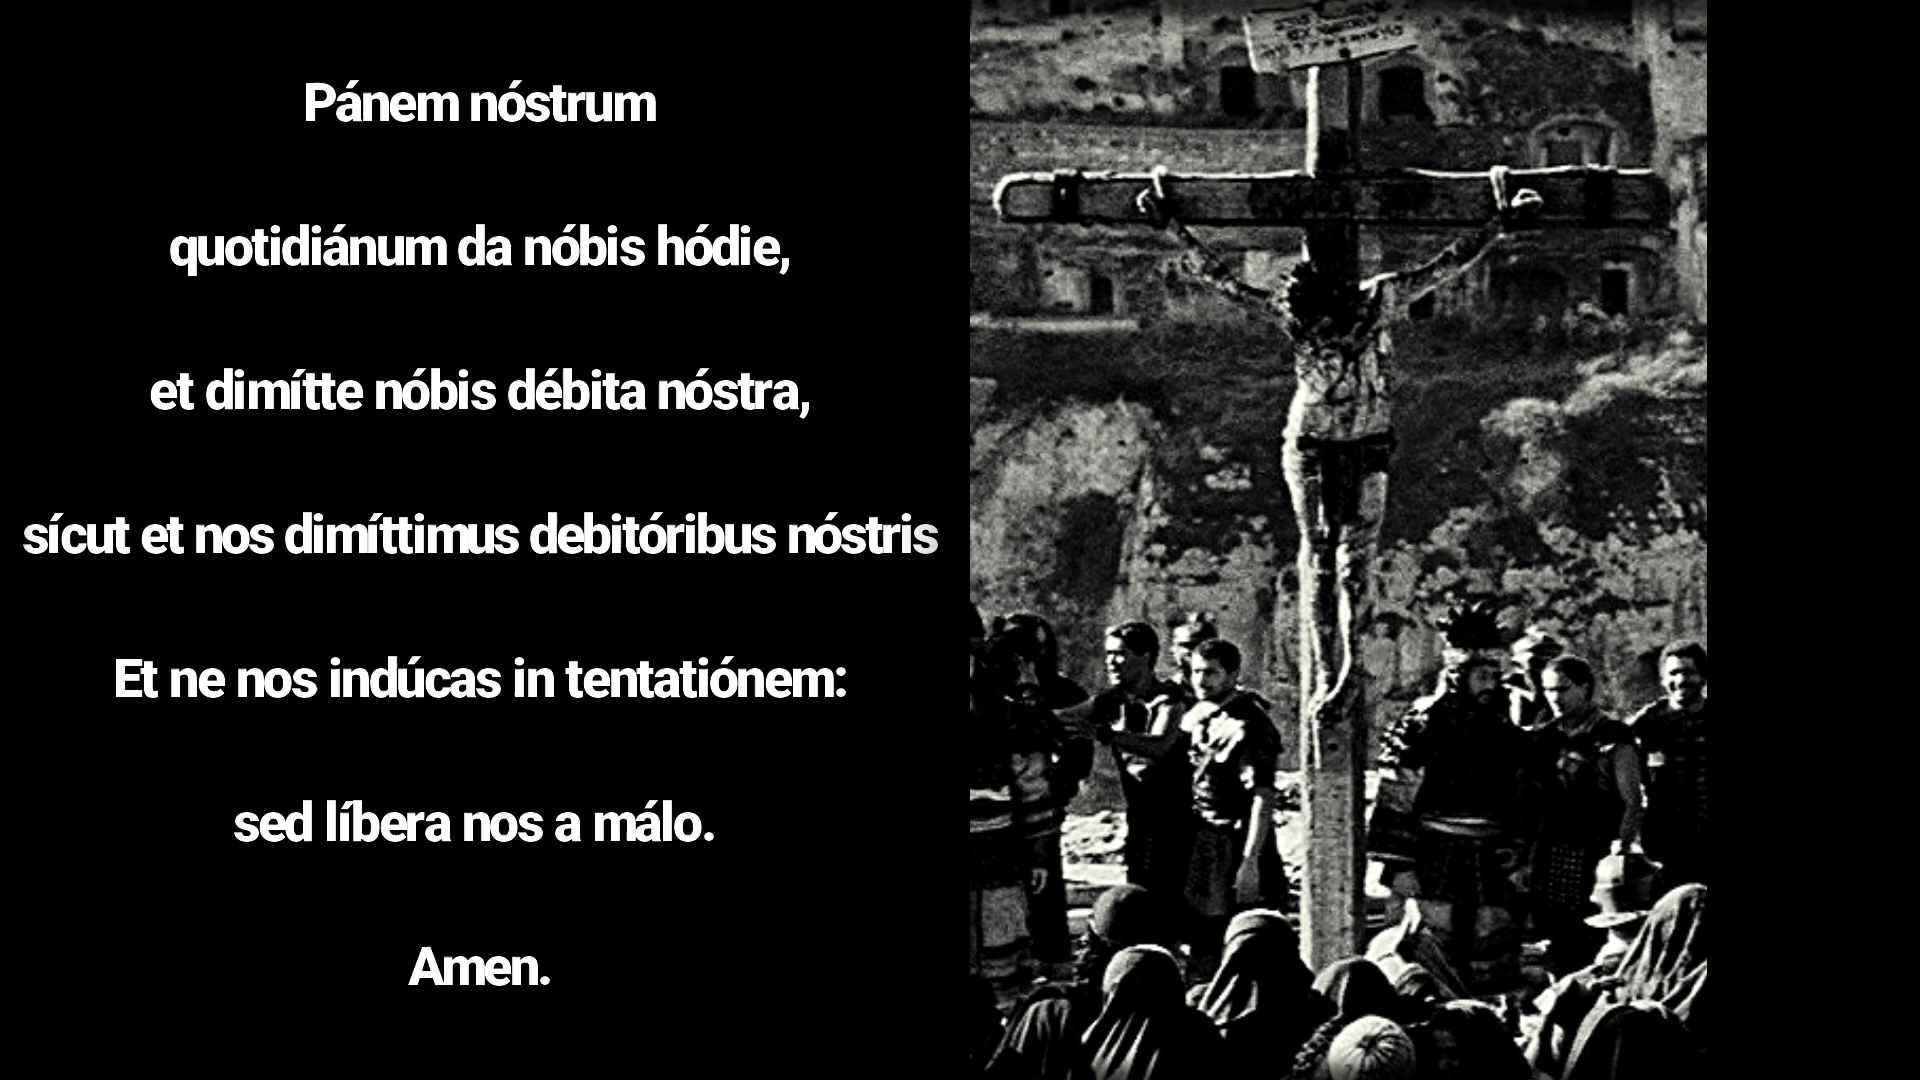 Pánem nóstrum
quotidiánum da nóbis hódie,
et dimítte nóbis débita nóstra,
sícut et nos dimíttimus debitóribus nóstris
Et ne nos indúcas in tentatiónem:
sed líbera nos a málo.
Amen.